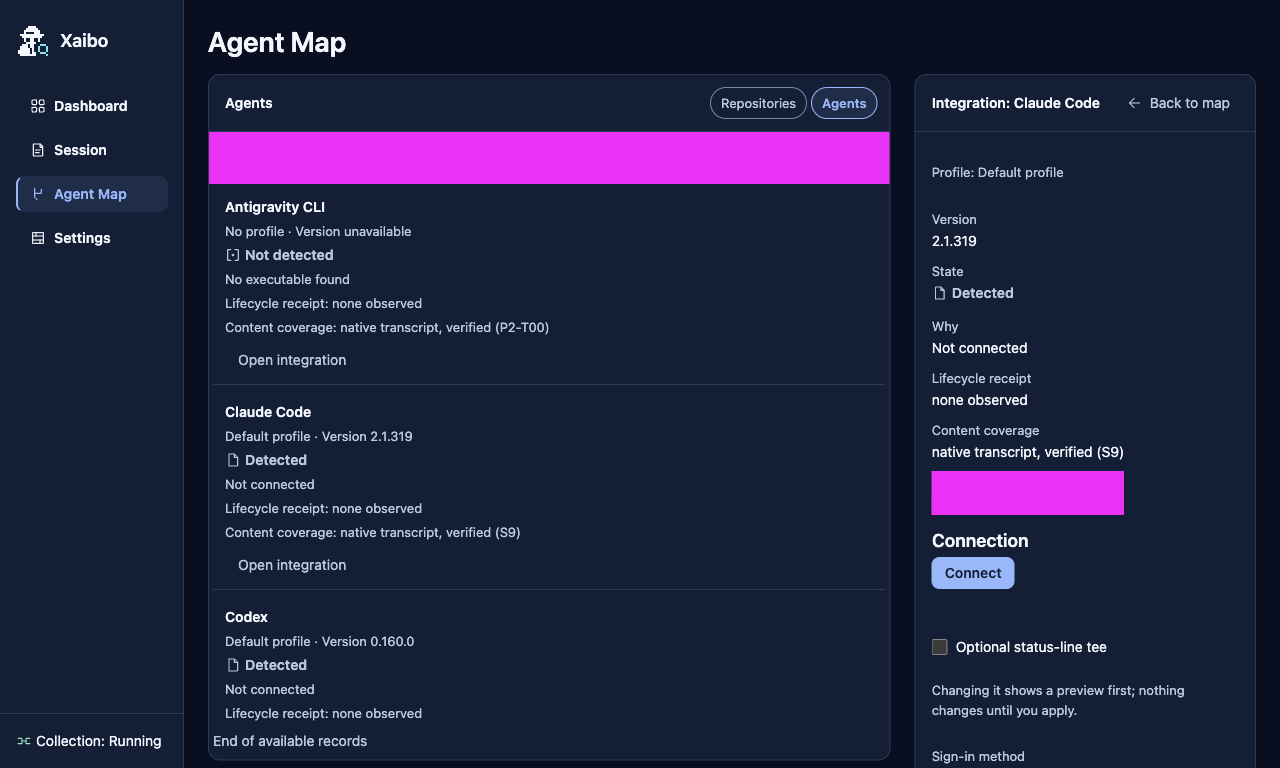 Xaibo
Dashboard
Session
Agent Map
Settings
Collection: Running
Agent Map
Agents
Repositories
Agents
Antigravity CLI
No profile · Version unavailable
Not detected
No executable found
Lifecycle receipt: none observed
Content coverage: native transcript, verified (P2-T00)
Open integration
Claude Code
Default profile · Version 2.1.319
Detected
Not connected
Lifecycle receipt: none observed
Content coverage: native transcript, verified (S9)
Open integration
Codex
Default profile · Version 0.160.0
Detected
Not connected
Lifecycle receipt: none observed
End of available records
Integration: Claude Code
Back to map
Profile: Default profile
Version
2.1.319
State
Detected
Why
Not connected
Lifecycle receipt
none observed
Content coverage
native transcript, verified (S9)
Connection
Connect
Optional status-line tee
Changing it shows a preview first; nothing
changes until you apply.
Sign-in method